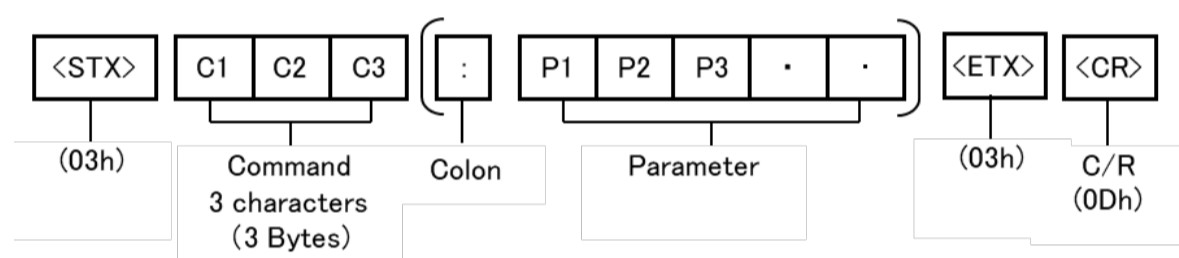 <STX> C1 C2 C3 ( : P1 P2 P3 ・ ・ ) <ETX> <CR>
(03h) Command Colon Parameter (03h) C/R
3 characters (0Dh)
(3 Bytes)